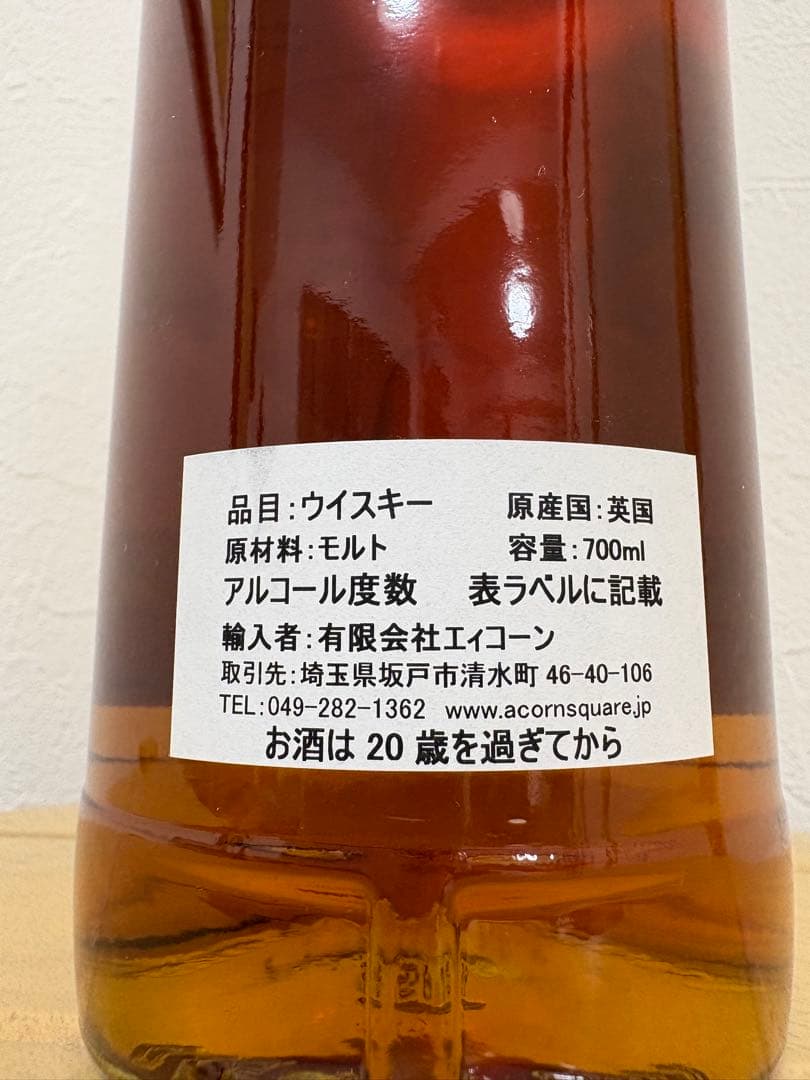 品目:ウイスキー 原産国:英国
原材料:モルト 容量:700ml
アルコール度数 表ラベルに記載
輸入者:有限会社エィコーン
取引先:埼玉県坂戸市清水町 46-40-106
TEL:049-282-1362 www.acornsquare.jp
お酒は 20 歳を過ぎてから